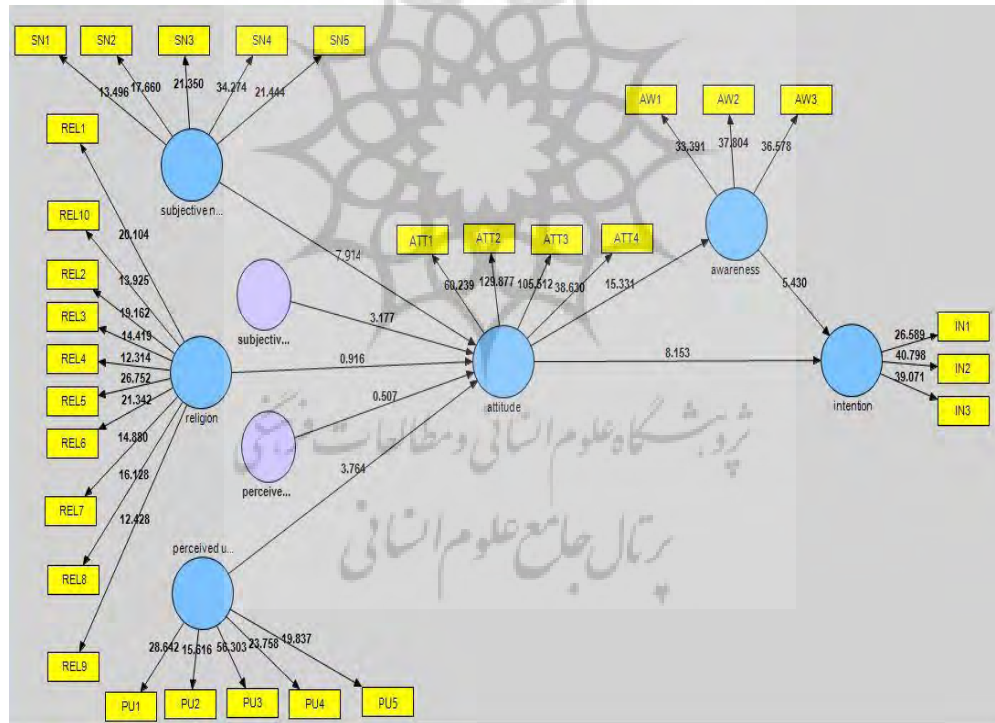 SN1
SN2
SN3
SN4
SN5
13.496
17.660
21.350
34.274
21.444
subjective n...
REL1
REL10
REL2
REL3
REL4
REL5
REL6
REL7
REL8
REL9
20.104
13.925
19.162
14.419
12.314
26.752
21.342
14.880
16.128
12.428
religion
subjectiv...
perceive...
perceived u...
28.642
15.616
56.303
23.758
19.837
PU1
PU2
PU3
PU4
PU5
7.914
3.177
0.916
0.507
3.764
ATT1
ATT2
ATT3
ATT4
60.239
129.877
105.512
38.630
attitude
15.331
8.153
AW1
AW2
AW3
33.391
37.804
36.578
awareness
5.430
26.589
40.798
39.071
IN1
IN2
IN3
intention
پژوهشگاه علوم انسانی و مطالعات فرهنگی
پرتال جامع علوم انسانی